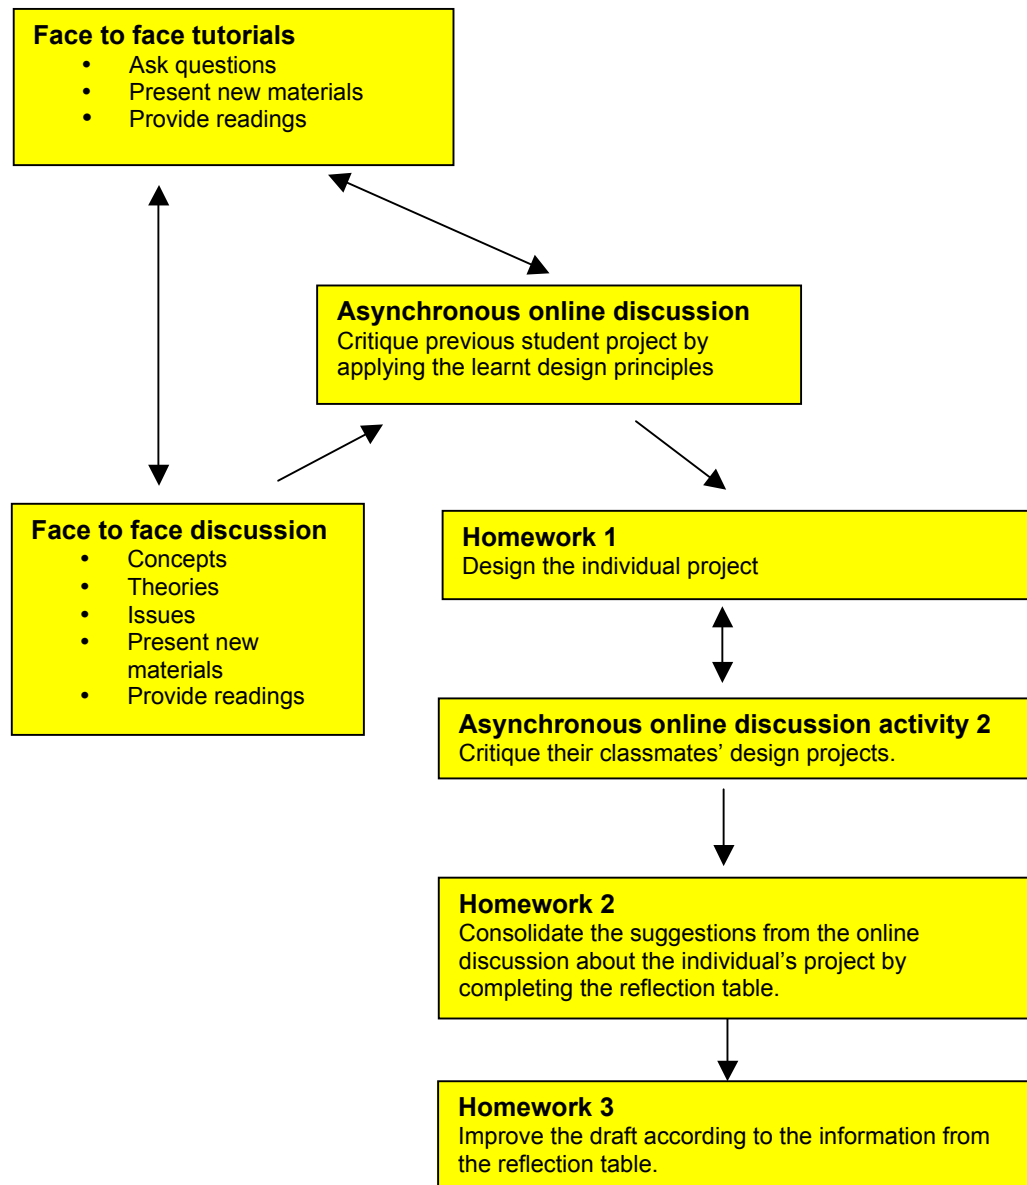 Face to face tutorials
• Ask questions
• Present new materials
• Provide readings
Asynchronous online discussion
Critique previous student project by
applying the learnt design principles
Face to face discussion
• Concepts
• Theories
• Issues
• Present new
materials
• Provide readings
Homework 1
Design the individual project
Asynchronous online discussion activity 2
Critique their classmates’ design projects.
Homework 2
Consolidate the suggestions from the online
discussion about the individual’s project by
completing the reflection table.
Homework 3
Improve the draft according to the information from
the reflection table.